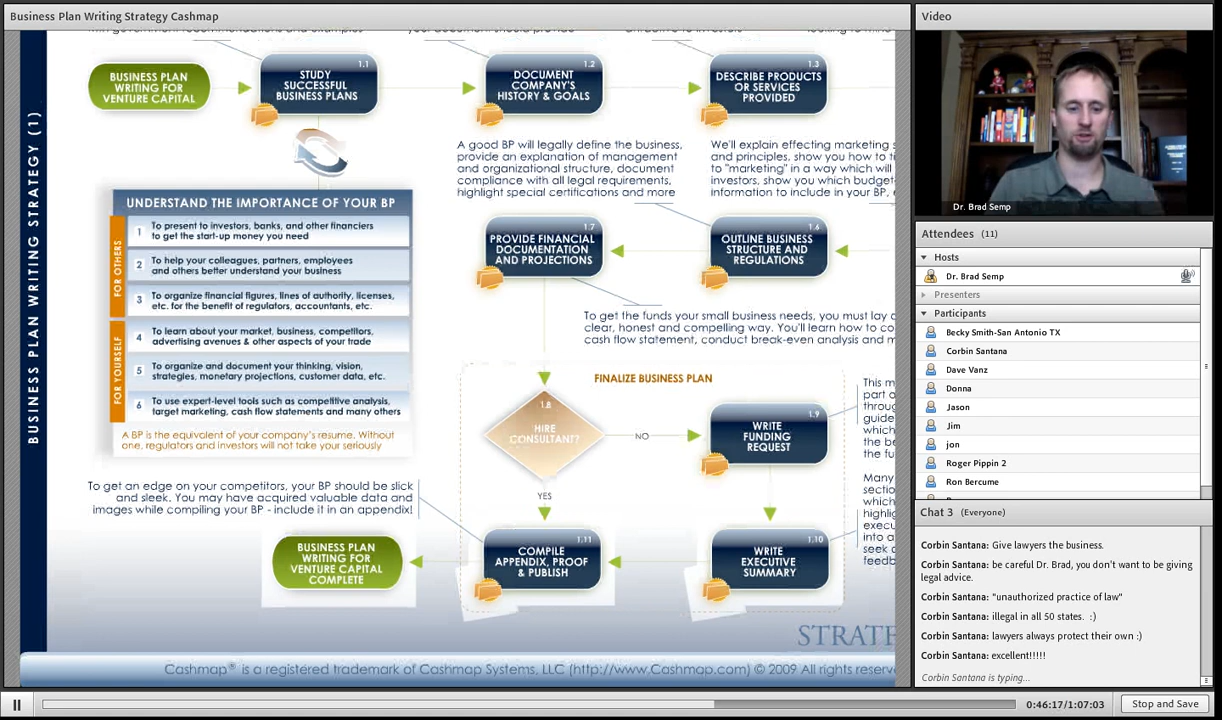 Business Plan Writing Strategy Cashmap
BUSINESS PLAN WRITING STRATEGY (1)
BUSINESS PLAN
WRITING FOR
VENTURE CAPITAL
1.1
STUDY
SUCCESSFUL
BUSINESS PLANS
1.2
DOCUMENT
COMPANY'S
HISTORY & GOALS
1.3
DESCRIBE PRODUCTS
OR SERVICES
PROVIDED
A good BP will legally define the business,
provide an explanation of management
and organizational structure, document
compliance with all legal requirements,
highlight special certifications and more
We'll explain effecting marketing s
and principles, show you how to
to "marketing" in a way which will
investors, show you which budget
information to include in your BP,
UNDERSTAND THE IMPORTANCE OF YOUR BP
FOR OTHERS
1 To present to investors, banks, and other financiers
to get the start-up money you need
2 To help your colleagues, partners, employees
and others better understand your business
3 To organize financial figures, lines of authority, licenses,
etc. for the benefit of regulators, accountants, etc.
FOR YOURSELF
4 To learn about your market, business, competitors,
advertising avenues & other aspects of your trade
5 To organize and document your thinking, vision,
strategies, monetary projections, customer data, etc.
6 To use expert-level tools such as competitive analysis,
target marketing, cash flow statements and many others
A BP is the equivalent of your company's resume. Without
one, regulators and investors will not take your seriously
1.7
PROVIDE FINANCIAL
DOCUMENTATION
AND PROJECTIONS
1.6
OUTLINE BUSINESS
STRUCTURE AND
REGULATIONS
To get the funds your small business needs, you must lay
clear, honest and compelling way. You'll learn how to co
cash flow statement, conduct break-even analysis and m
FINALIZE BUSINESS PLAN
1.8
HIRE
CONSULTANT?
NO
YES
1.9
WRITE
FUNDING
REQUEST
This m
part
throug
guide
which
the be
the fu
Many
sectio
which
highlig
execu
into a
seek
feedb
To get an edge on your competitors, your BP should be slick
and sleek. You may have acquired valuable data and
images while compiling your BP - include it in an appendix!
BUSINESS PLAN
WRITING FOR
VENTURE CAPITAL
COMPLETE
1.11
COMPILE
APPENDIX, PROOF
& PUBLISH
1.10
WRITE
EXECUTIVE
SUMMARY
STRATE
Cashmap® is a registered trademark of Cashmap Systems, LLC (http://www.Cashmap.com) © 2009 All rights reserv
Video
Dr. Brad Semp
Attendees (11)
Hosts
Dr. Brad Semp
Presenters
Participants
Becky Smith-San Antonio TX
Corbin Santana
Dave Vanz
Donna
Jason
Jim
jon
Roger Pippin 2
Ron Bercume
Chat 3 (Everyone)
Corbin Santana: Give lawyers the business.
Corbin Santana: be careful Dr. Brad, you don't want to be giving
legal advice.
Corbin Santana: "unauthorized practice of law"
Corbin Santana: illegal in all 50 states. :)
Corbin Santana: lawyers always protect their own :)
Corbin Santana: excellent!!!!!
Corbin Santana is typing...
0:46:17/1:07:03
Stop and Save